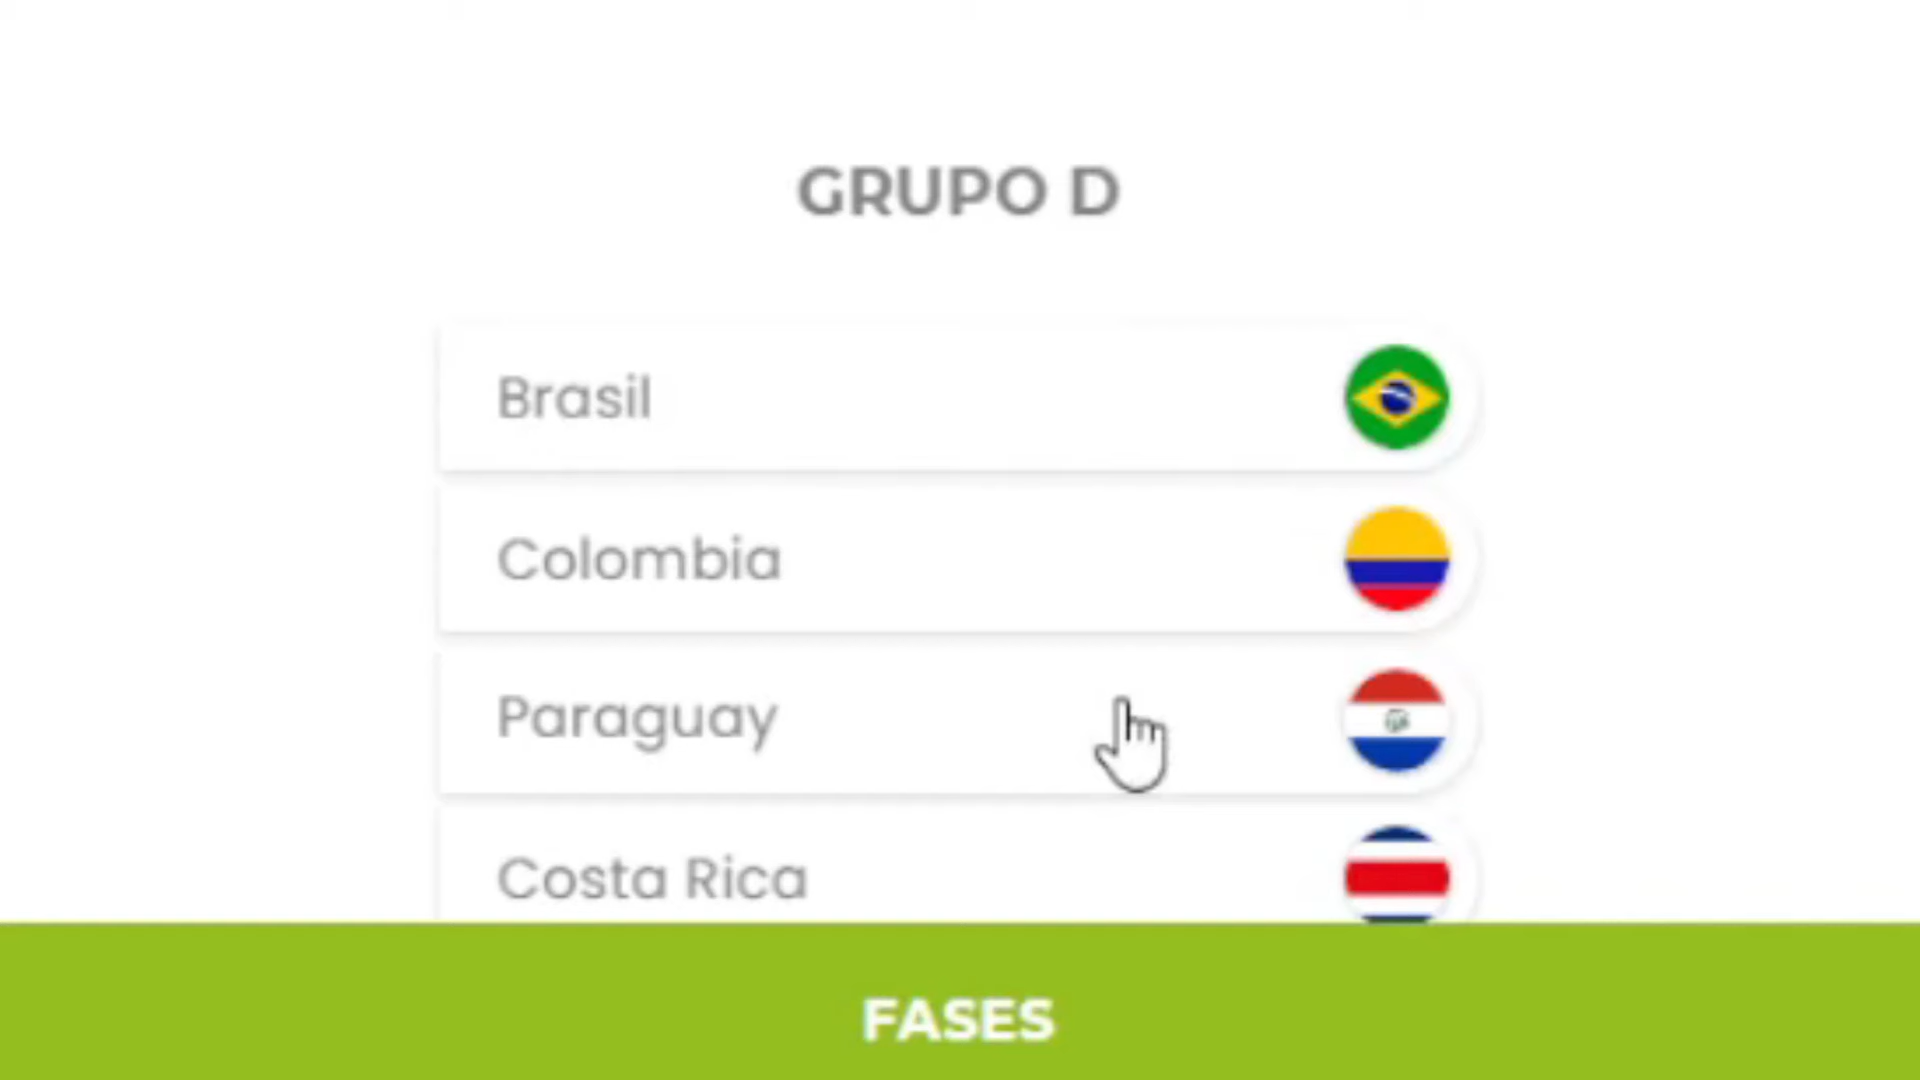 GRUPO D
Brasil
Colombia
Paraguay
Costa Rica
FASES